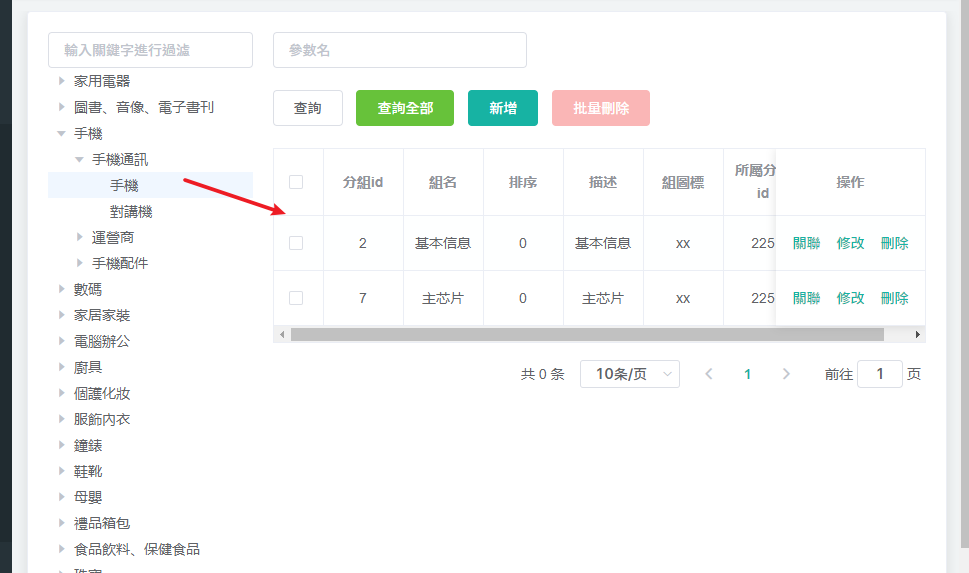 輸入關鍵字進行過濾
家用電器
圖書、音像、電子書刊
手機
手機通訊
手機
對講機
運營商
手機配件
數碼
家居家裝
電腦辦公
廚具
個護化妝
服飾内衣
鐘錶
鞋靴
母嬰
禮品箱包
食品飲料、保健食品
參數名
查詢 查詢全部 新增 批量刪除
分組id 組名 排序 描述 組圖標 所屬分 id 操作
2 基本信息 0 基本信息 xx 225 關聯 修改 刪除
7 主芯片 0 主芯片 xx 225 關聯 修改 刪除
共 0 条 10条/页 1 前往 1 页